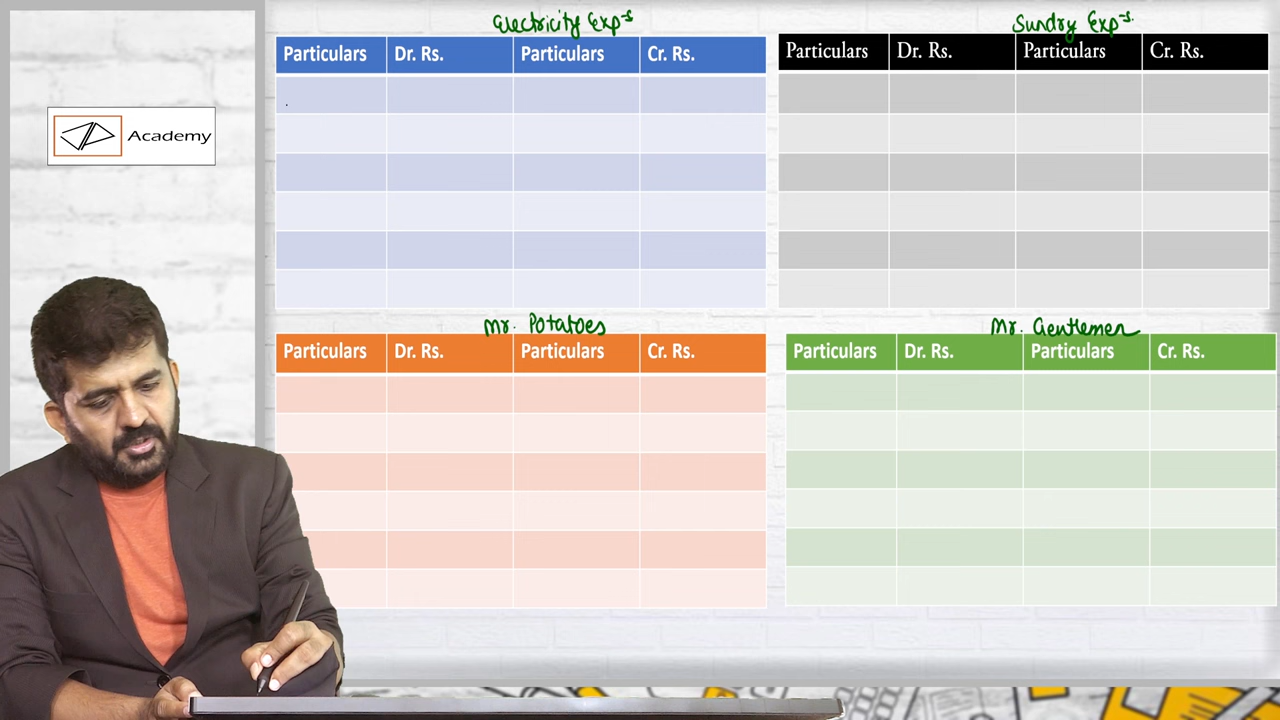 Electricity Exp-s
Particulars Dr. Rs. Particulars Cr. Rs.
Sundry Exp-s.
Particulars Dr. Rs. Particulars Cr. Rs.
Academy
Mr. Potatoes
Particulars Dr. Rs. Particulars Cr. Rs.
Mr. Gentlemen
Particulars Dr. Rs. Particulars Cr. Rs.